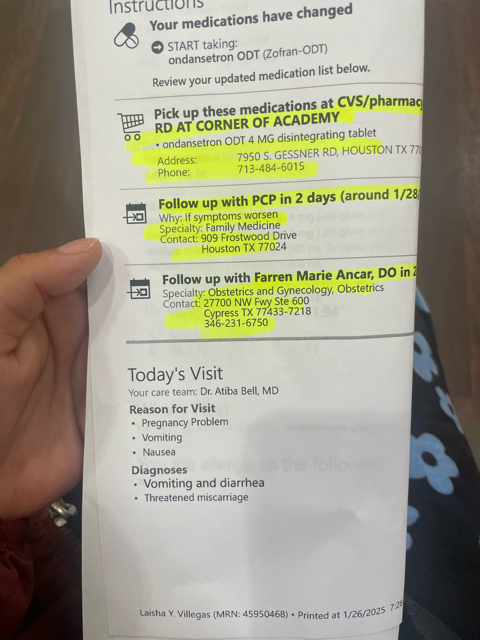 Instructions
Your medications have changed
START taking:
ondansetron ODT (Zofran-ODT)
Review your updated medication list below.
Pick up these medications at CVS/pharmacy
RD AT CORNER OF ACADEMY
• ondansetron ODT 4 MG disintegrating tablet
Address: 7950 S. GESSNER RD, HOUSTON TX
Phone: 713-484-6015
Follow up with PCP in 2 days (around 1/28
Why: If symptoms worsen
Specialty: Family Medicine
Contact: 909 Frostwood Drive
Houston TX 77024
Follow up with Farren Marie Ancar, DO in 2
Specialty: Obstetrics and Gynecology, Obstetrics
Contact: 27700 NW Fwy Ste 600
Cypress TX 77433-7218
346-231-6750
Today's Visit
Your care team: Dr. Atiba Bell, MD
Reason for Visit
• Pregnancy Problem
• Vomiting
• Nausea
Diagnoses
• Vomiting and diarrhea
• Threatened miscarriage
Laisha Y. Villegas (MRN: 45950468) • Printed at 1/26/2025